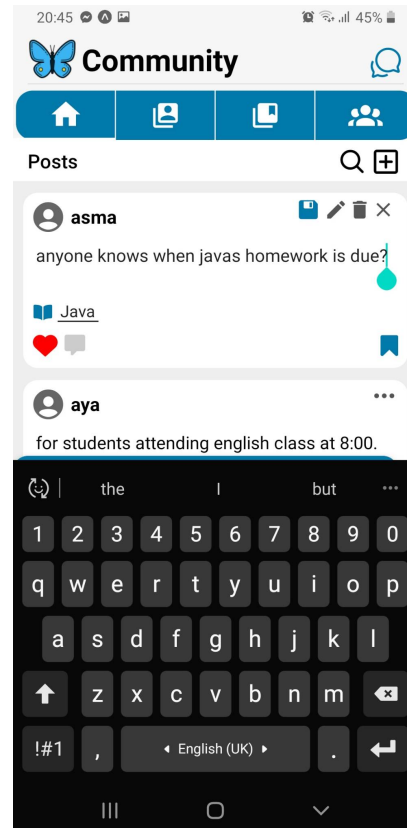 20:45 45%
Community
Posts
asma
anyone knows when javas homework is due?
Java
aya
for students attending english class at 8:00.
the I but
1 2 3 4 5 6 7 8 9 0
q w e r t y u i o p
a s d f g h j k l
z x c v b n m
!#1 , English (UK) .